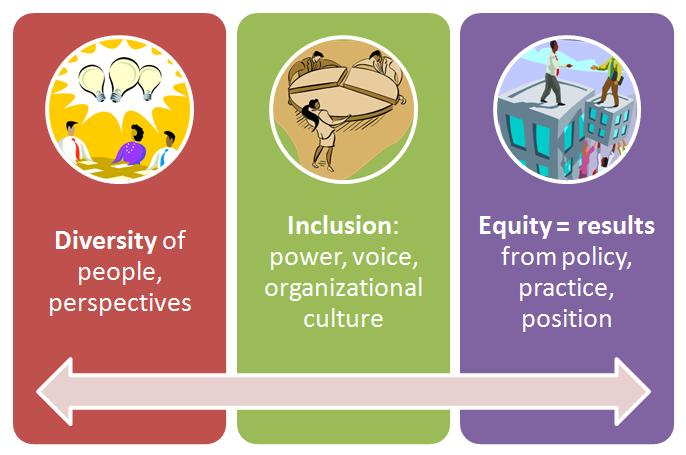 Diversity of
people,
perspectives
Inclusion:
power, voice,
organizational
culture
Equity = results
from policy,
practice,
position